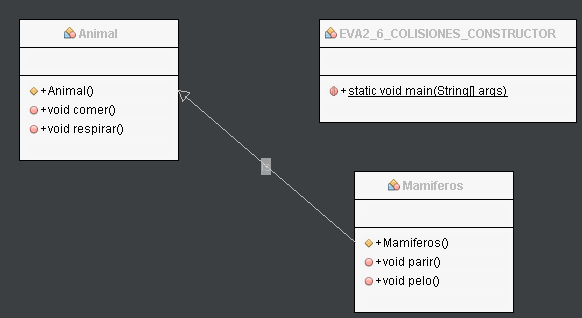 Animal
+Animal()
+void comer()
+void respirar()
EVA2_6_COLISIONES_CONSTRUCTOR
+static void main(String[] args)
Mamiferos
+Mamiferos()
+void parir()
+void pelo()